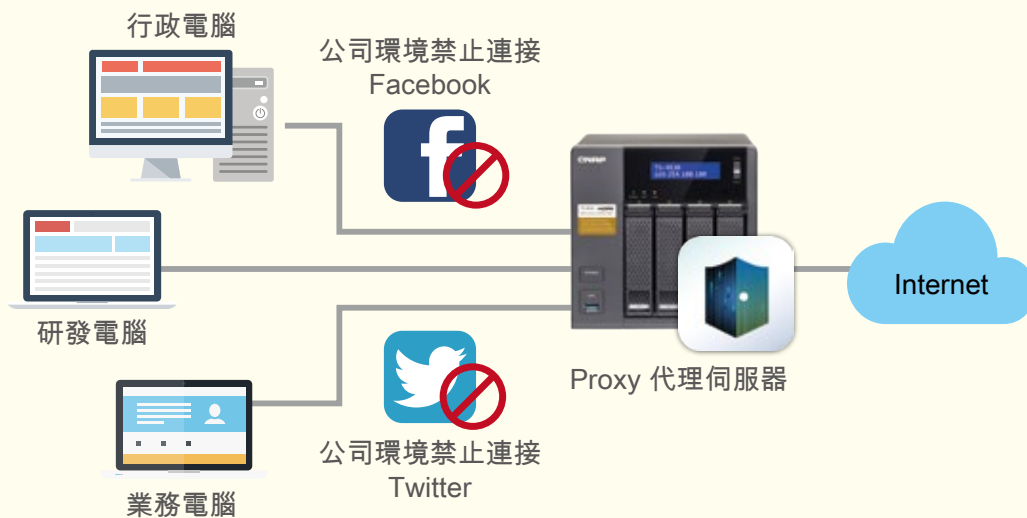 行政電腦
公司環境禁止連接
Facebook
QNAP
研發電腦
Internet
Proxy 代理伺服器
公司環境禁止連接
Twitter
業務電腦